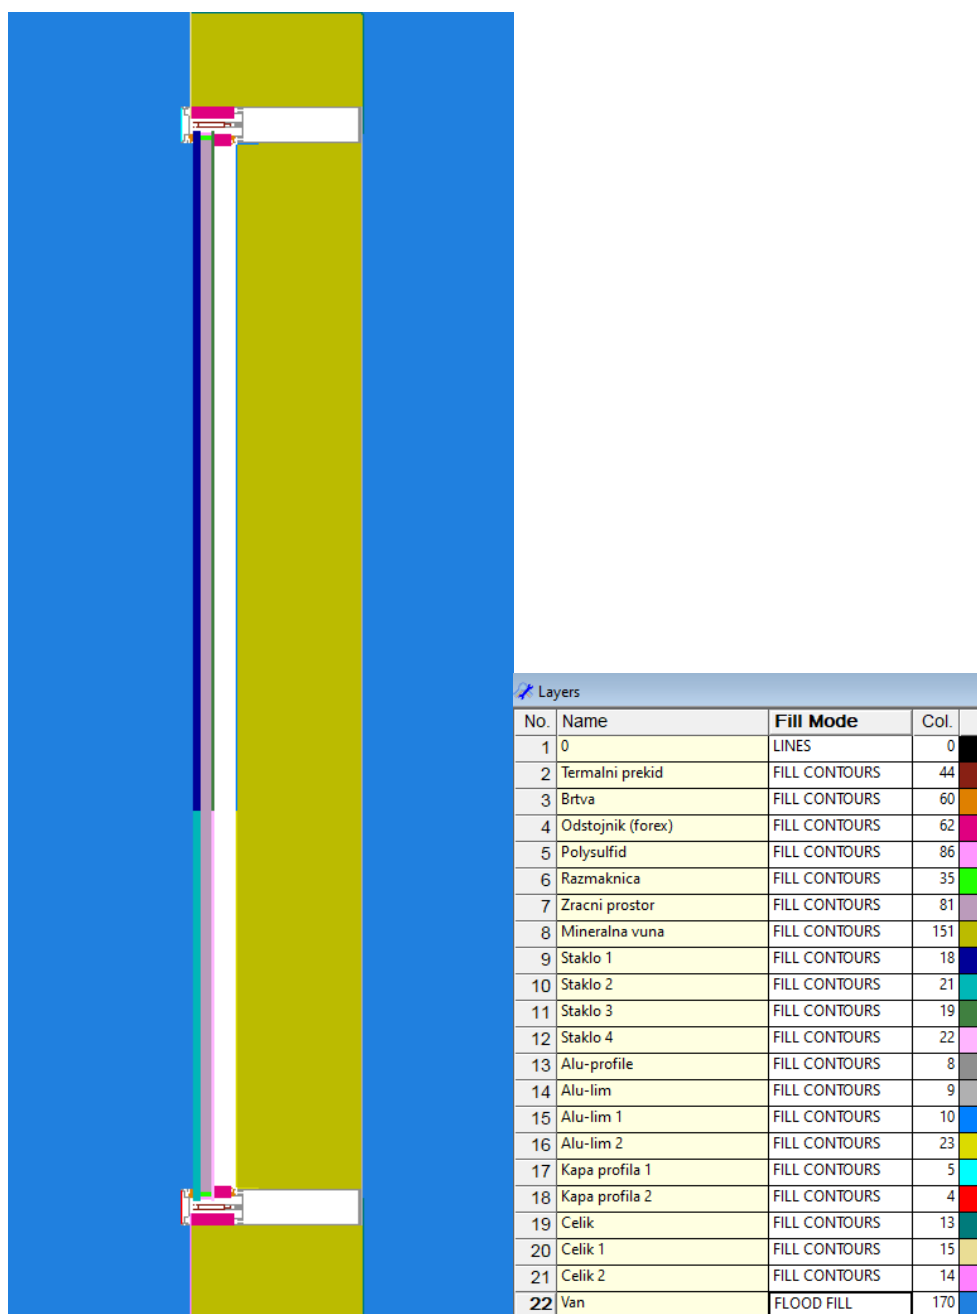 Layers
No. Name Fill Mode Col.
1 0 LINES 0
2 Termalni prekid FILL CONTOURS 44
3 Brtva FILL CONTOURS 60
4 Odstojnik (forex) FILL CONTOURS 62
5 Polysulfid FILL CONTOURS 86
6 Razmaknica FILL CONTOURS 35
7 Zracni prostor FILL CONTOURS 81
8 Mineralna vuna FILL CONTOURS 151
9 Staklo 1 FILL CONTOURS 18
10 Staklo 2 FILL CONTOURS 21
11 Staklo 3 FILL CONTOURS 19
12 Staklo 4 FILL CONTOURS 22
13 Alu-profile FILL CONTOURS 8
14 Alu-lim FILL CONTOURS 9
15 Alu-lim 1 FILL CONTOURS 10
16 Alu-lim 2 FILL CONTOURS 23
17 Kapa profila 1 FILL CONTOURS 5
18 Kapa profila 2 FILL CONTOURS 4
19 Celik FILL CONTOURS 13
20 Celik 1 FILL CONTOURS 15
21 Celik 2 FILL CONTOURS 14
22 Van FLOOD FILL 170